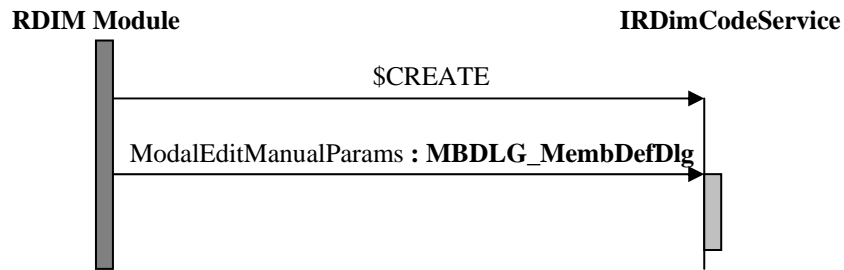 RDIM Module IRDimCodeService
$CREATE
ModalEditManualParams : MBDLG_MembDefDlg